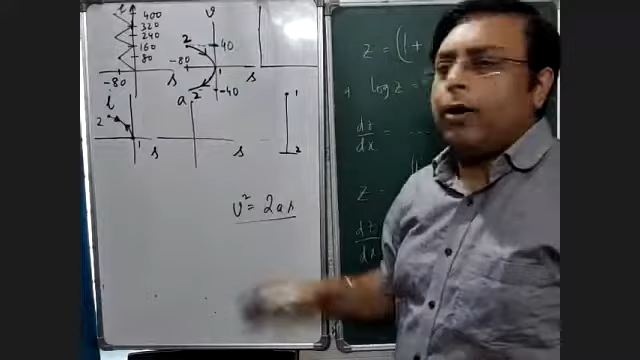 t
400
320
240
160
80
-80
s
v
2
40
-80
1
s
2
-40
t
2
1
s
a
s
1
2
v² = 2as
z = (1 +
log z =
dz/dx = ...
z =
dz/dx